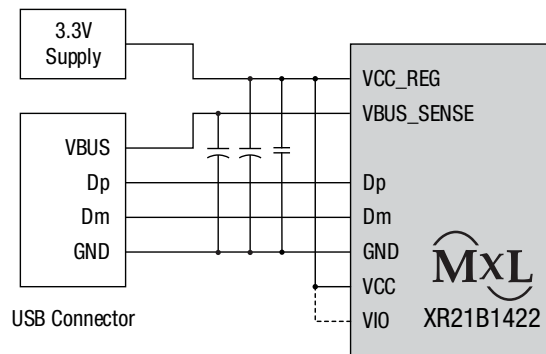 3.3V
Supply
VCC_REG
VBUS_SENSE
VBUS
Dp
Dm
GND
Dp
Dm
GND
VCC
VIO
MxL
XR21B1422
USB Connector